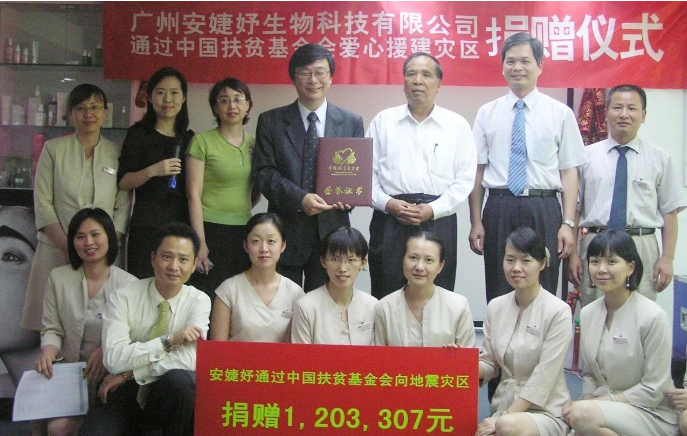 广州安婕妤生物科技有限公司
通过中国扶贫基金会爱心援建灾区
捐赠仪式
荣誉证书
安婕妤通过中国扶贫基金会向地震灾区
捐赠1,203,307元